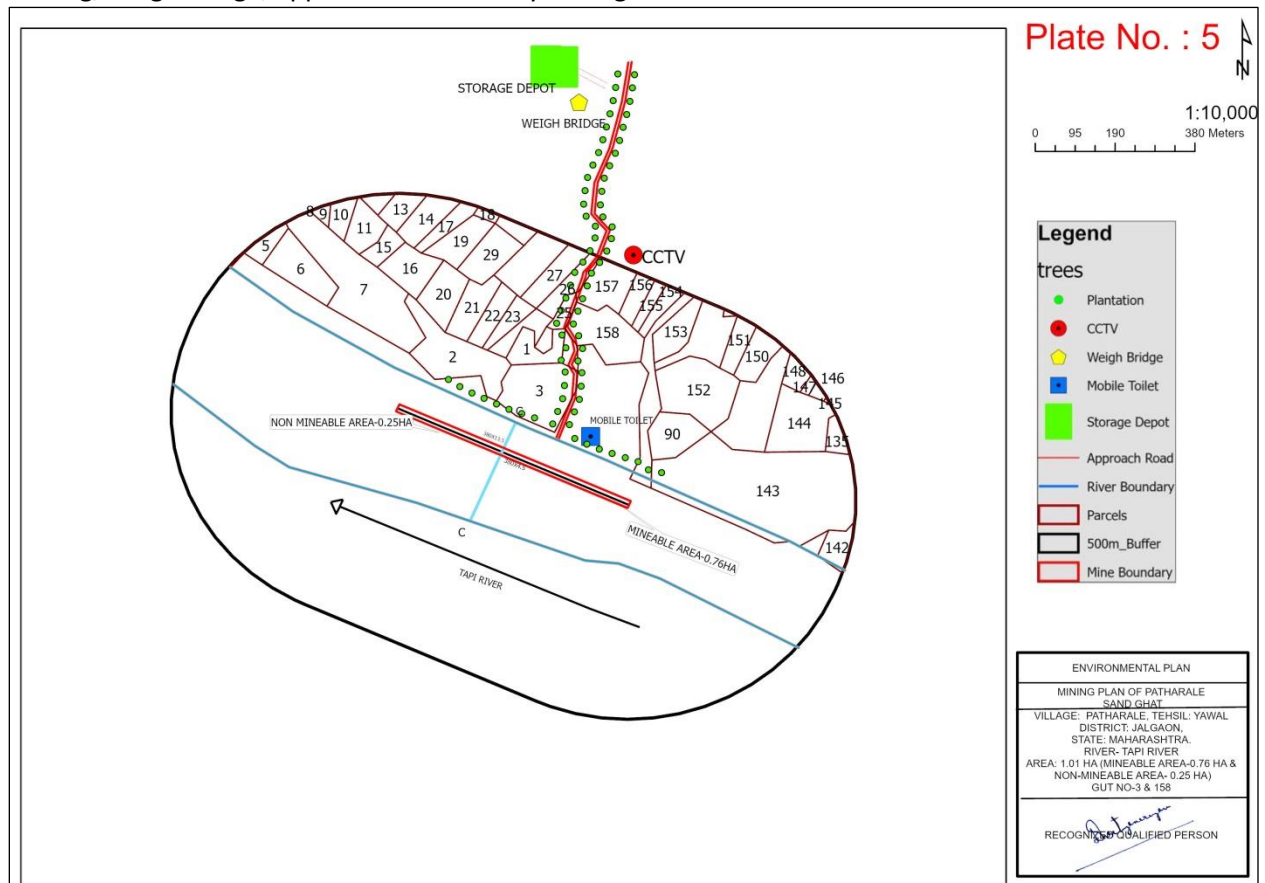 Plate No. : 5
N
1:10,000
0 95 190 380 Meters
STORAGE DEPOT
WEIGH BRIDGE
CCTV
8 9 10 11 13 14 17 18
5 6 7 15 16 19 29
20 21 22 23 27 26 25
157 156 154 155
158 153 151 150
2 1 3
152 148 147 146 145
90 144 135
143 142
MOBILE TOILET
NON MINEABLE AREA-0.25HA
MINEABLE AREA-0.76HA
C
C
TAPI RIVER
Legend
trees
Plantation
CCTV
Weigh Bridge
Mobile Toilet
Storage Depot
Approach Road
River Boundary
Parcels
500m_Buffer
Mine Boundary
ENVIRONMENTAL PLAN
MINING PLAN OF PATHARALE
SAND GHAT
VILLAGE: PATHARALE, TEHSIL: YAWAL
DISTRICT: JALGAON,
STATE: MAHARASHTRA.
RIVER- TAPI RIVER
AREA: 1.01 HA (MINEABLE AREA-0.76 HA &
NON-MINEABLE AREA- 0.25 HA)
GUT NO-3 & 158
RECOGNIZED QUALIFIED PERSON